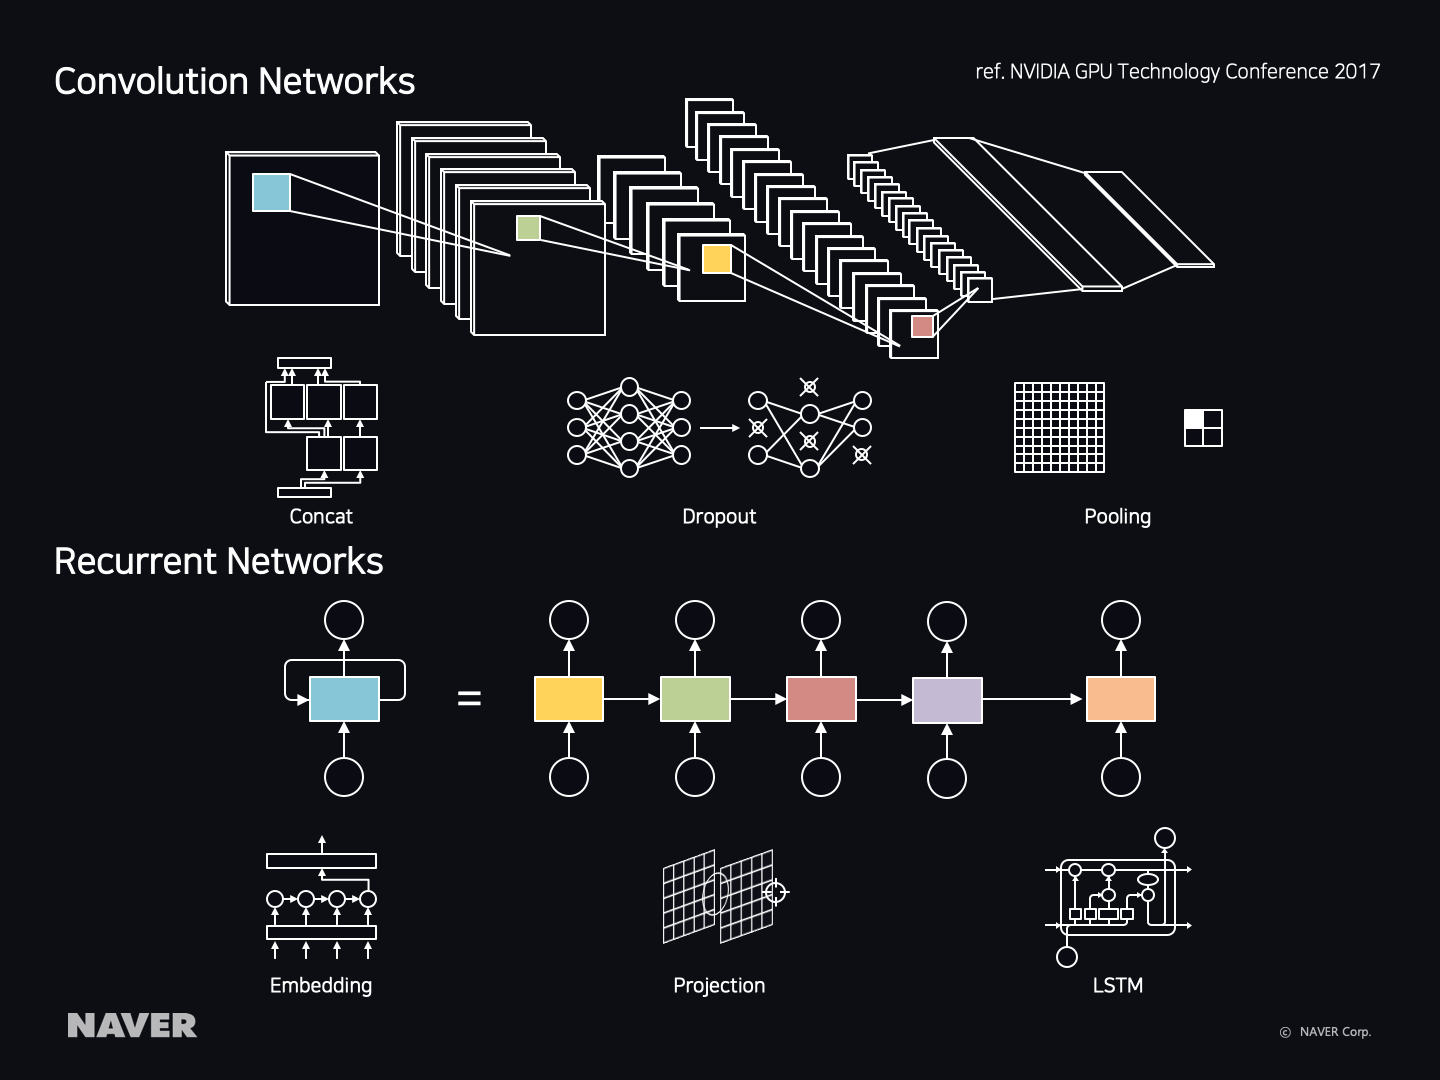 Convolution Networks
ref. NVIDIA GPU Technology Conference 2017
Concat
Dropout
Pooling
Recurrent Networks
=
Embedding
Projection
LSTM
NAVER
© NAVER Corp.